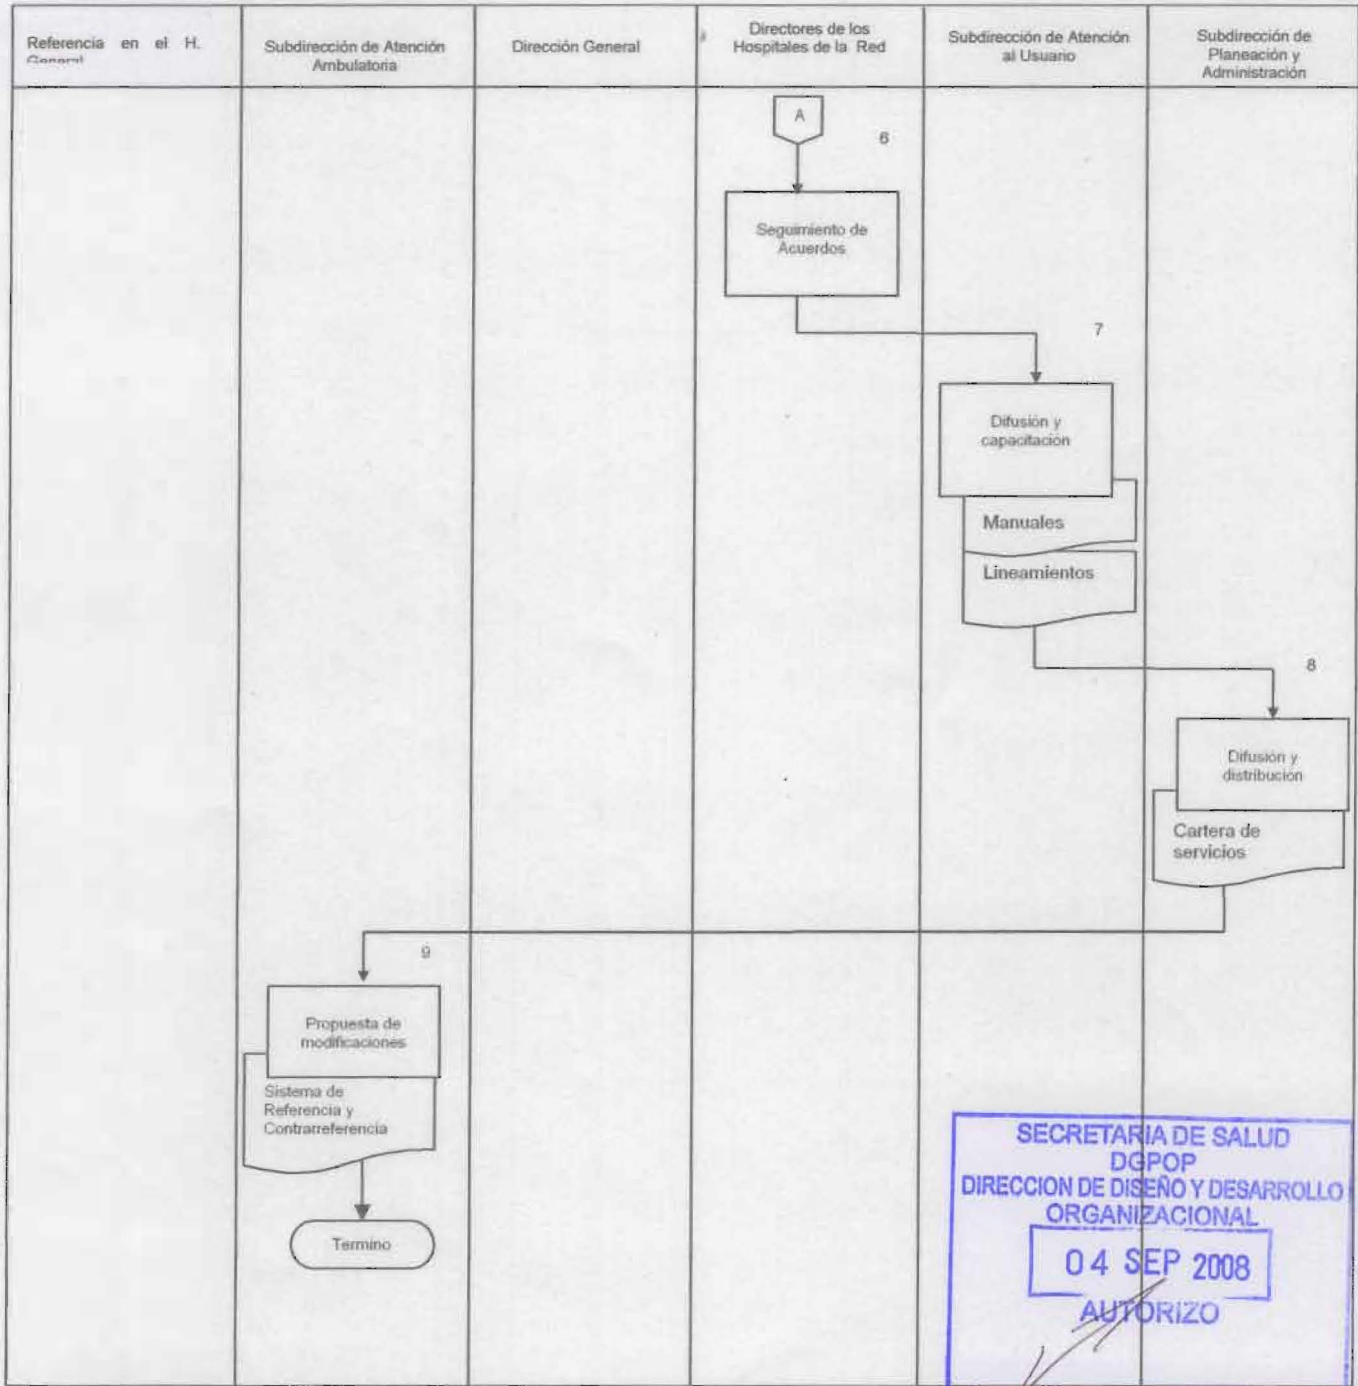 Referencia en el H.
General
Subdirección de Atención
Ambulatoria
Dirección General
Directores de los
Hospitales de la Red
Subdirección de Atención
al Usuario
Subdirección de
Planeación y
Administración
A
6
Seguimiento de
Acuerdos
7
Difusión y
capacitación
Manuales
Lineamientos
8
Difusión y
distribución
Cartera de
servicios
9
Propuesta de
modificaciones
Sistema de
Referencia y
Contrarreferencia
Termino
SECRETARIA DE SALUD
DGPOP
DIRECCION DE DISEÑO Y DESARROLLO
ORGANIZACIONAL
04 SEP 2008
AUTORIZO